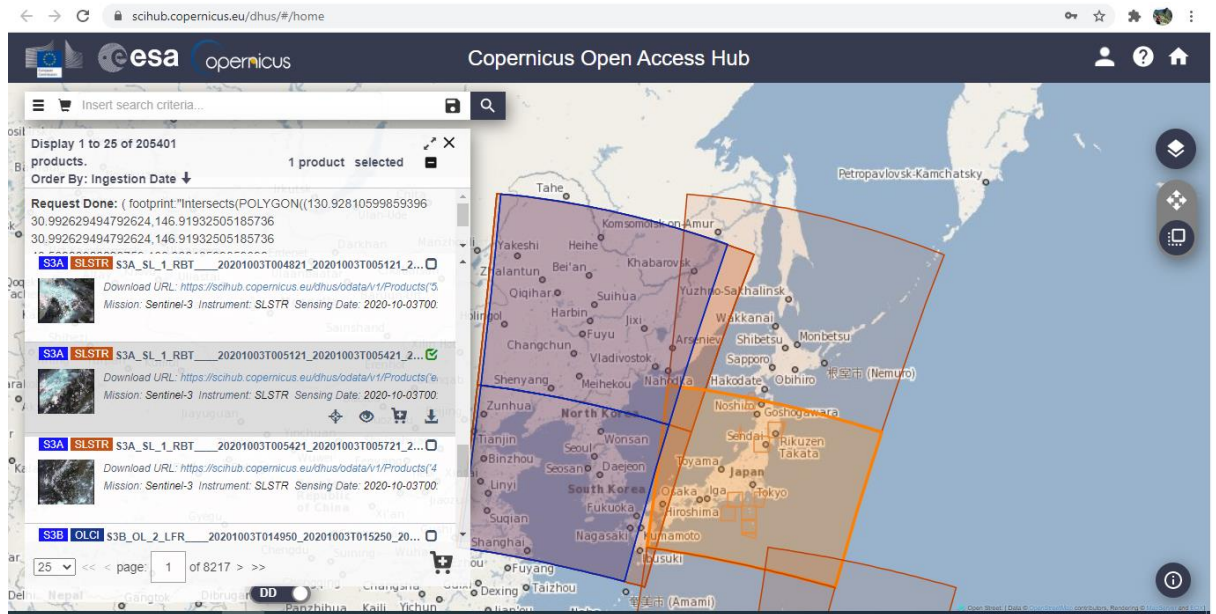 scihub.copernicus.eu/dhus/#/home
esa opernicus
Copernicus Open Access Hub
Insert search criteria...
Display 1 to 25 of 205401
products.
1 product selected
Order By: Ingestion Date
Request Done: ( footprint:"Intersects(POLYGON((130.92810599859396
30.992629494792624,146.91932505185736
30.992629494792624,146.91932505185736
S3A SLSTR S3A_SL_1_RBT____20201003T004821_20201003T005121_2...
Download URL: https://scihub.copernicus.eu/dhus/odata/v1/Products('5
Mission: Sentinel-3 Instrument: SLSTR Sensing Date: 2020-10-03T00:
S3A SLSTR S3A_SL_1_RBT____20201003T005121_20201003T005421_2...
Download URL: https://scihub.copernicus.eu/dhus/odata/v1/Products('e
Mission: Sentinel-3 Instrument: SLSTR Sensing Date: 2020-10-03T00:
S3A SLSTR S3A_SL_1_RBT____20201003T005421_20201003T005721_2...
Download URL: https://scihub.copernicus.eu/dhus/odata/v1/Products('4
Mission: Sentinel-3 Instrument: SLSTR Sensing Date: 2020-10-03T00:
S3B OLCI S3B_OL_2_LFR____20201003T014950_20201003T015250_20...
25 << < page: 1 of 8217 > >>
DD
Petropavlovsk-Kamchatsky
Tahe
Komsomolsk-on-Amur
Yakeshi Heihe
Zhalantun Bei'an Khabarovsk
Qiqihar Suihua Yuzhno-Sakhalinsk
Harbin Jixi Wakkanai
Fuyu Arseniev Shibetsu Monbetsu
Changchun Vladivostok Sapporo
根室市 (Nemuro)
Shenyang Meihekou Nahodka Hakodate Obihiro
Zunhua North Korea Noshiro Goshogawara
Tianjin Wonsan Sendai Rikuzen
Takata
Binzhou Seoul
Seosan Daejeon Toyama Japan
Linyi South Korea Osaka Iga Tokyo
Suqian Fukuoka Hiroshima
Shanghai Nagasaki Kumamoto
Ibusuki
Fuyang
Dexing Taizhou
(Amami)
Nepal Gangtok Dibrugarh
Panzhihua Kaili Yichun